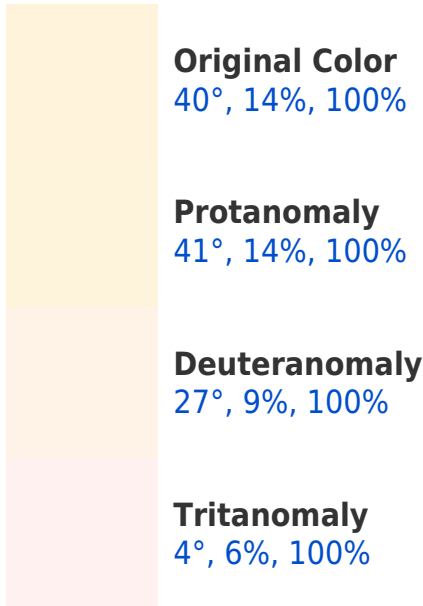 Original Color
40°, 14%, 100%
Protanomaly
41°, 14%, 100%
Deuteranomaly
27°, 9%, 100%
Tritanomaly
4°, 6%, 100%